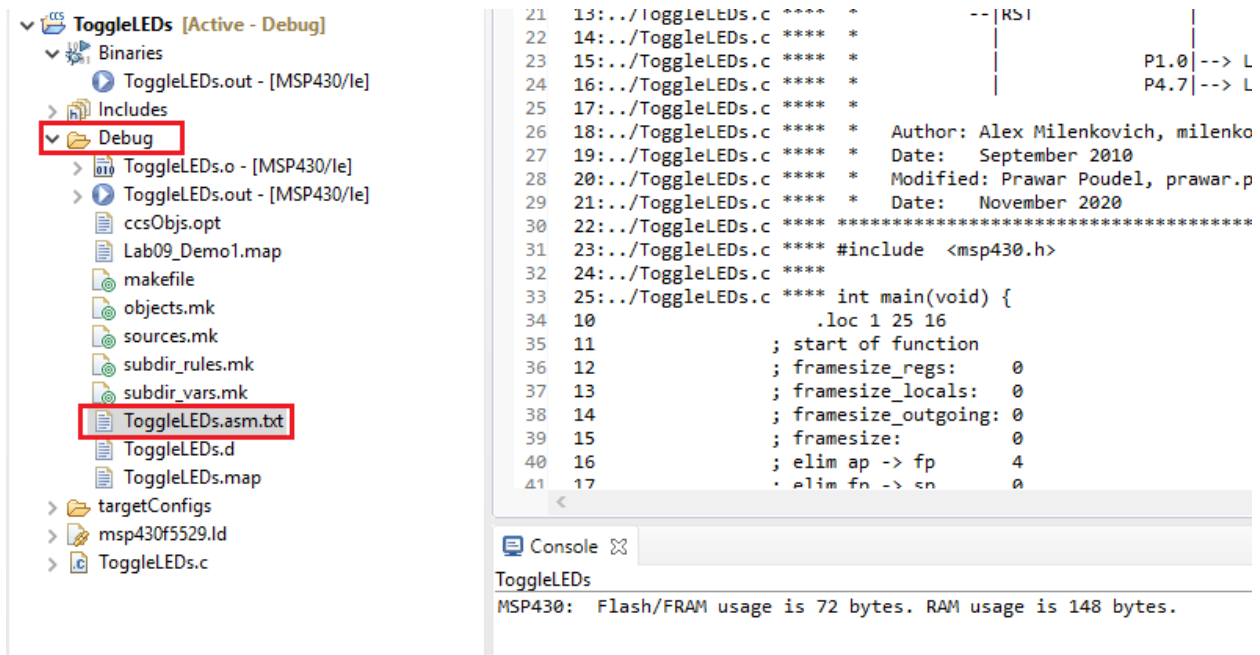 ToggleLEDs [Active - Debug]
Binaries
ToggleLEDs.out - [MSP430/le]
Includes
Debug
ToggleLEDs.o - [MSP430/le]
ToggleLEDs.out - [MSP430/le]
ccsObjs.opt
Lab09_Demo1.map
makefile
objects.mk
sources.mk
subdir_rules.mk
subdir_vars.mk
ToggleLEDs.asm.txt
ToggleLEDs.d
ToggleLEDs.map
targetConfigs
msp430f5529.ld
ToggleLEDs.c
21 13:../ToggleLEDs.c **** * --|RST |
22 14:../ToggleLEDs.c **** * | |
23 15:../ToggleLEDs.c **** * | P1.0|--> L
24 16:../ToggleLEDs.c **** * | P4.7|--> L
25 17:../ToggleLEDs.c **** *
26 18:../ToggleLEDs.c **** * Author: Alex Milenkovich, milenko
27 19:../ToggleLEDs.c **** * Date: September 2010
28 20:../ToggleLEDs.c **** * Modified: Prawar Poudel, prawar.p
29 21:../ToggleLEDs.c **** * Date: November 2020
30 22:../ToggleLEDs.c **** **************************************
31 23:../ToggleLEDs.c **** #include <msp430.h>
32 24:../ToggleLEDs.c ****
33 25:../ToggleLEDs.c **** int main(void) {
34 10 .loc 1 25 16
35 11 ; start of function
36 12 ; framesize_regs: 0
37 13 ; framesize_locals: 0
38 14 ; framesize_outgoing: 0
39 15 ; framesize: 0
40 16 ; elim ap -> fp 4
41 17 ; elim fp -> sp 0
Console
ToggleLEDs
MSP430: Flash/FRAM usage is 72 bytes. RAM usage is 148 bytes.